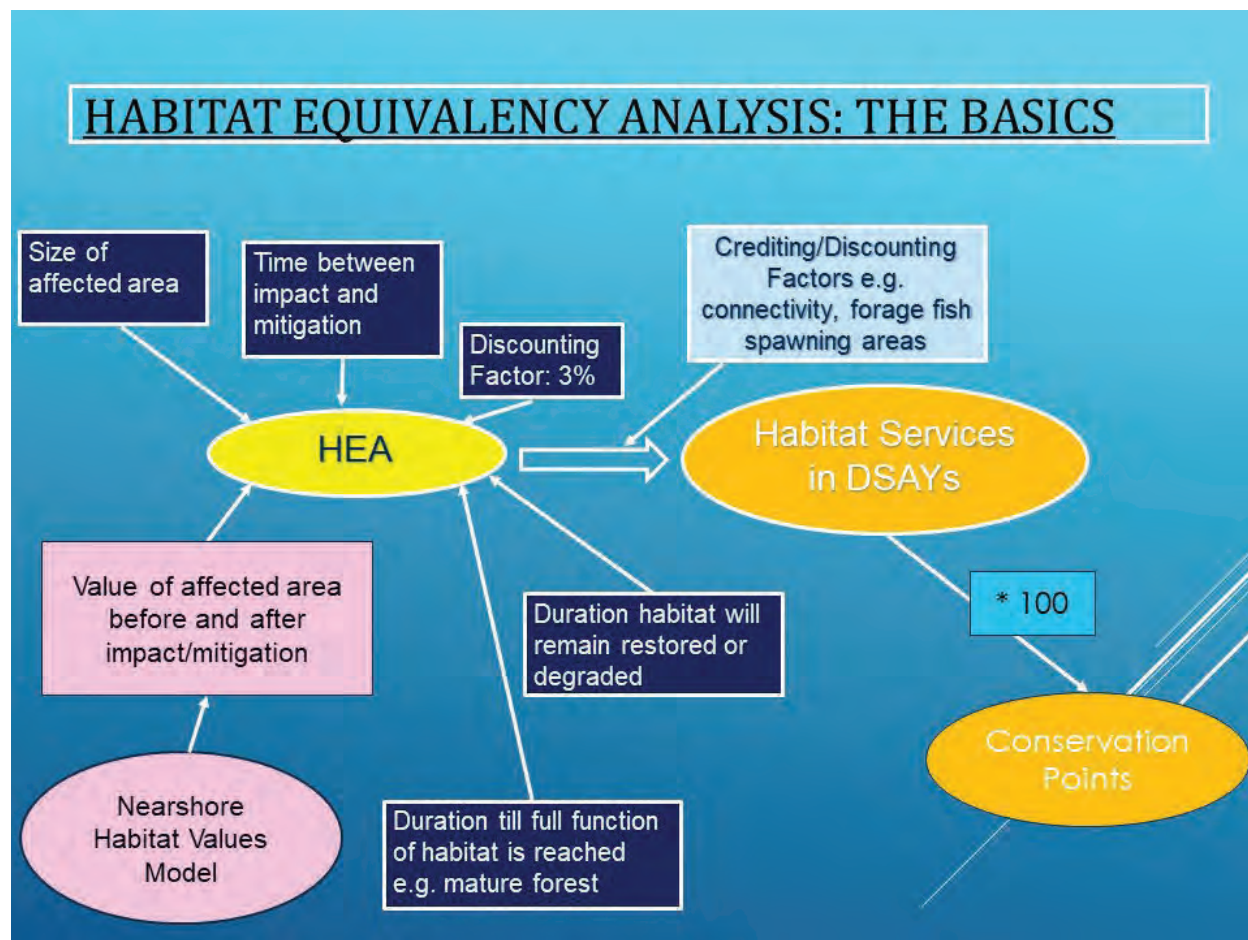 HABITAT EQUIVALENCY ANALYSIS: THE BASICS
Size of
affected area
Time between
impact and
mitigation
Discounting
Factor: 3%
Crediting/Discounting
Factors e.g.
connectivity, forage fish
spawning areas
HEA
Habitat Services
in DSAYs
Value of affected area
before and after
impact/mitigation
Duration habitat will
remain restored or
degraded
* 100
Conservation
Points
Nearshore
Habitat Values
Model
Duration till full function
of habitat is reached
e.g. mature forest